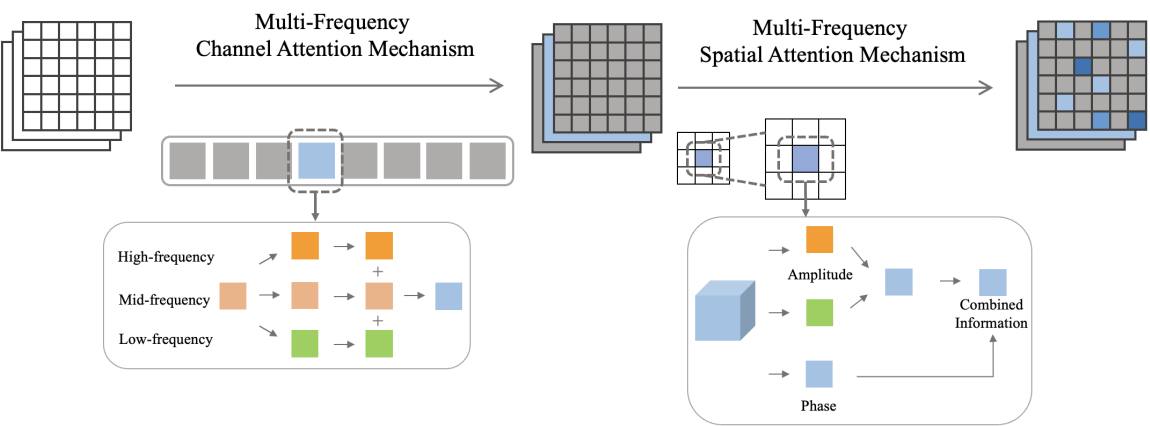 Multi-Frequency
Channel Attention Mechanism
Multi-Frequency
Spatial Attention Mechanism
High-frequency
Mid-frequency
Low-frequency
+
+
Amplitude
Combined
Information
Phase